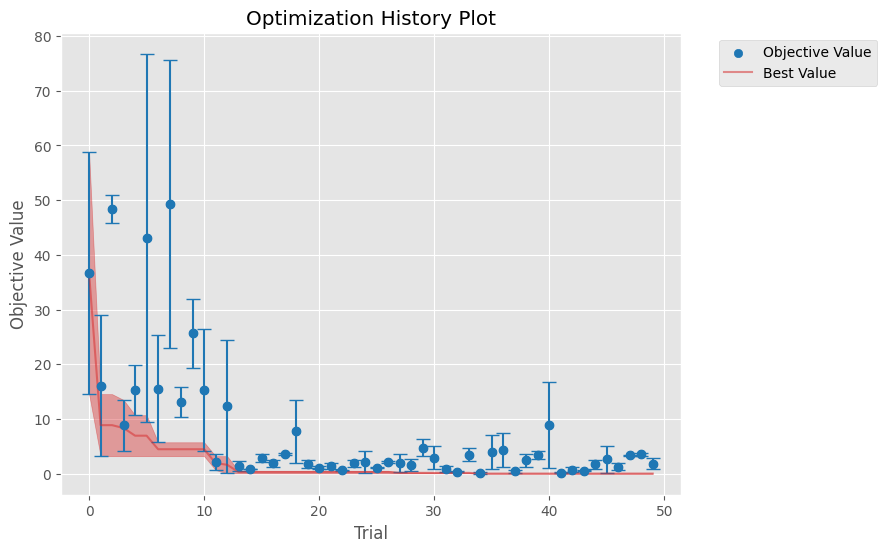 Optimization History Plot
Objective Value
Best Value
80
70
60
50
40
30
20
10
0
Objective Value
0 10 20 30 40 50
Trial